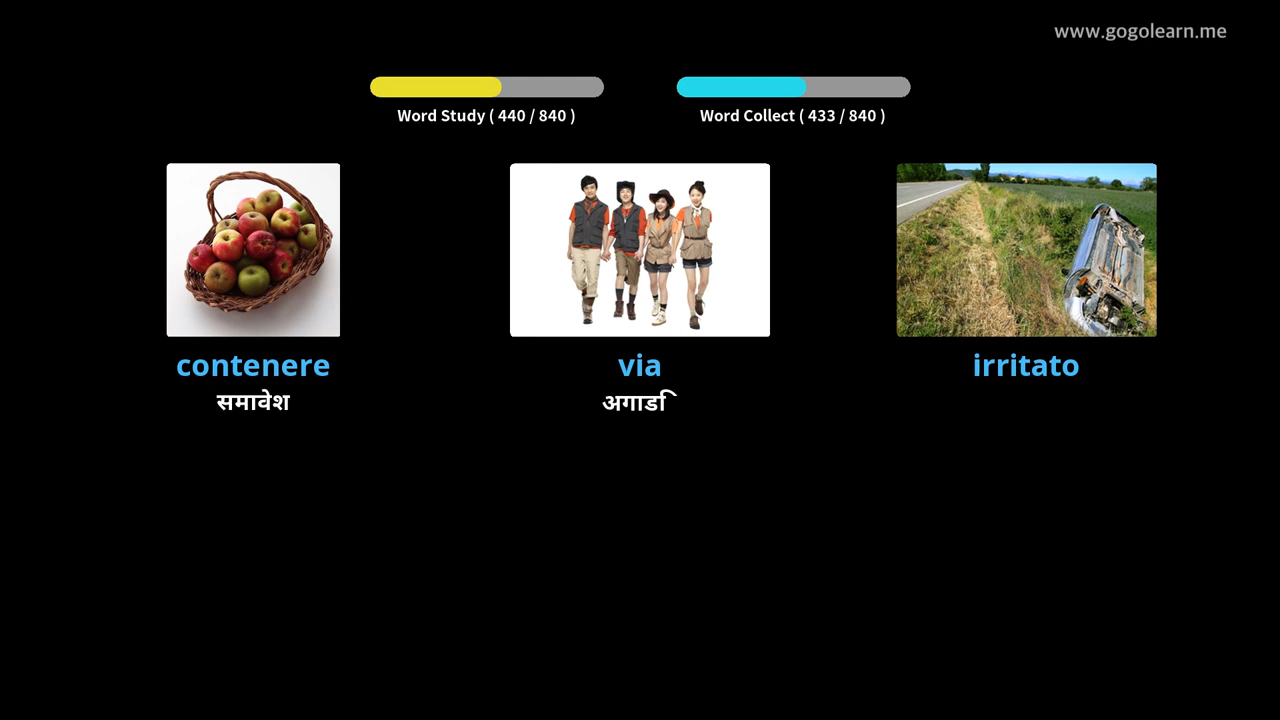 www.gogolearn.me
Word Study ( 440 / 840 )
Word Collect ( 433 / 840 )
contenere
via
irritato
समावेश
अगाडि